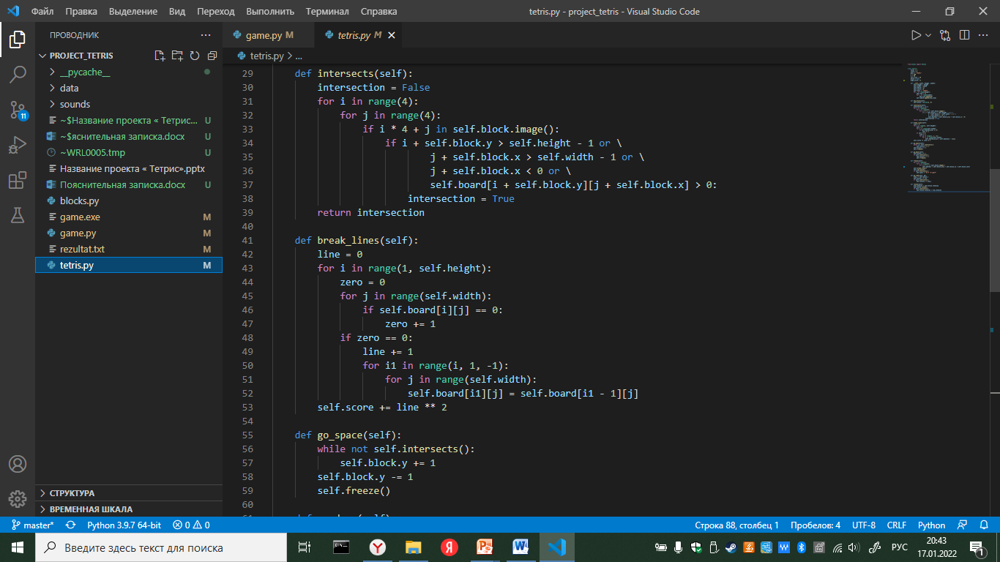 Файл Правка Выделение Вид Переход Выполнить Терминал Справка tetris.py - project_tetris - Visual Studio Code
ПРОВОДНИК
game.py M
tetris.py M
PROJECT_TETRIS
tetris.py > ...
__pycache__
data
sounds
~$Название проекта « Тетрис... U
~$яснительная записка.docx U
~WRL0005.tmp U
Название проекта « Тетис».pptx
Пояснительная записка.docx U
blocks.py
game.exe M
game.py M
rezultat.txt M
tetris.py M
11
29 def intersects(self):
30 intersection = False
31 for i in range(4):
32 for j in range(4):
33 if i * 4 + j in self.block.image():
34 if i + self.block.y > self.height - 1 or \
35 j + self.block.x > self.width - 1 or \
36 j + self.block.x < 0 or \
37 self.board[i + self.block.y][j + self.block.x] > 0:
38 intersection = True
39 return intersection
40
41 def break_lines(self):
42 line = 0
43 for i in range(1, self.height):
44 zero = 0
45 for j in range(self.width):
46 if self.board[i][j] == 0:
47 zero += 1
48 if zero == 0:
49 line += 1
50 for i1 in range(i, 1, -1):
51 for j in range(self.width):
52 self.board[i1][j] = self.board[i1 - 1][j]
53 self.score += line ** 2
54
55 def go_space(self):
56 while not self.intersects():
57 self.block.y += 1
58 self.block.y -= 1
59 self.freeze()
60
СТРУКТУРА
ВРЕМЕННАЯ ШКАЛА
master* Python 3.9.7 64-bit 0 0 Строка 88, столбец 1 Пробелов: 4 UTF-8 CRLF Python
Введите здесь текст для поиска
РУС
20:43
17.01.2022
1